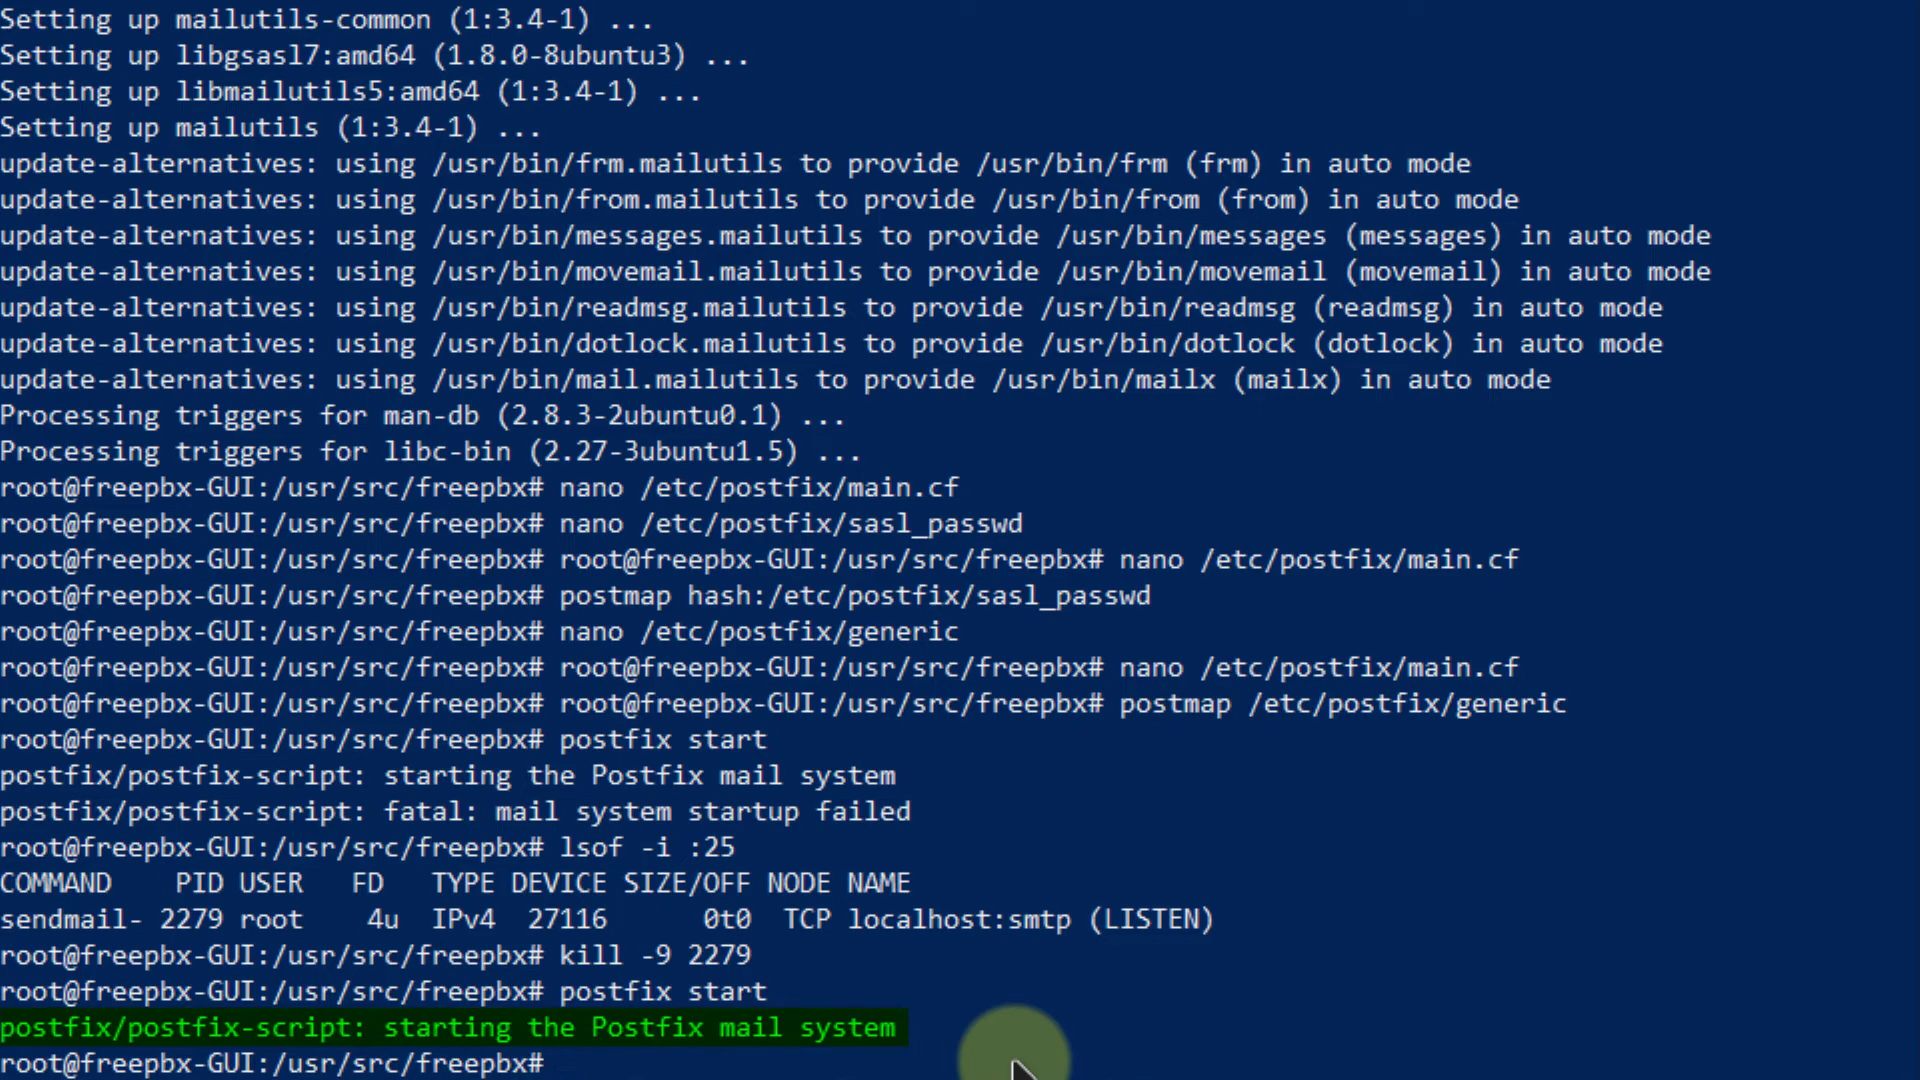 Setting up mailutils-common (1:3.4-1) ...
Setting up libgsasl7:amd64 (1.8.0-8ubuntu3) ...
Setting up libmailutils5:amd64 (1:3.4-1) ...
Setting up mailutils (1:3.4-1) ...
update-alternatives: using /usr/bin/frm.mailutils to provide /usr/bin/frm (frm) in auto mode
update-alternatives: using /usr/bin/from.mailutils to provide /usr/bin/from (from) in auto mode
update-alternatives: using /usr/bin/messages.mailutils to provide /usr/bin/messages (messages) in auto mode
update-alternatives: using /usr/bin/movemail.mailutils to provide /usr/bin/movemail (movemail) in auto mode
update-alternatives: using /usr/bin/readmsg.mailutils to provide /usr/bin/readmsg (readmsg) in auto mode
update-alternatives: using /usr/bin/dotlock.mailutils to provide /usr/bin/dotlock (dotlock) in auto mode
update-alternatives: using /usr/bin/mail.mailutils to provide /usr/bin/mailx (mailx) in auto mode
Processing triggers for man-db (2.8.3-2ubuntu0.1) ...
Processing triggers for libc-bin (2.27-3ubuntu1.5) ...
root@freepbx-GUI:/usr/src/freepbx# nano /etc/postfix/main.cf
root@freepbx-GUI:/usr/src/freepbx# nano /etc/postfix/sasl_passwd
root@freepbx-GUI:/usr/src/freepbx# root@freepbx-GUI:/usr/src/freepbx# nano /etc/postfix/main.cf
root@freepbx-GUI:/usr/src/freepbx# postmap hash:/etc/postfix/sasl_passwd
root@freepbx-GUI:/usr/src/freepbx# nano /etc/postfix/generic
root@freepbx-GUI:/usr/src/freepbx# root@freepbx-GUI:/usr/src/freepbx# nano /etc/postfix/main.cf
root@freepbx-GUI:/usr/src/freepbx# root@freepbx-GUI:/usr/src/freepbx# postmap /etc/postfix/generic
root@freepbx-GUI:/usr/src/freepbx# postfix start
postfix/postfix-script: starting the Postfix mail system
postfix/postfix-script: fatal: mail system startup failed
root@freepbx-GUI:/usr/src/freepbx# lsof -i :25
COMMAND    PID USER   FD   TYPE DEVICE SIZE/OFF NODE NAME
sendmail- 2279 root    4u  IPv4  27116      0t0  TCP localhost:smtp (LISTEN)
root@freepbx-GUI:/usr/src/freepbx# kill -9 2279
root@freepbx-GUI:/usr/src/freepbx# postfix start
postfix/postfix-script: starting the Postfix mail system
root@freepbx-GUI:/usr/src/freepbx#